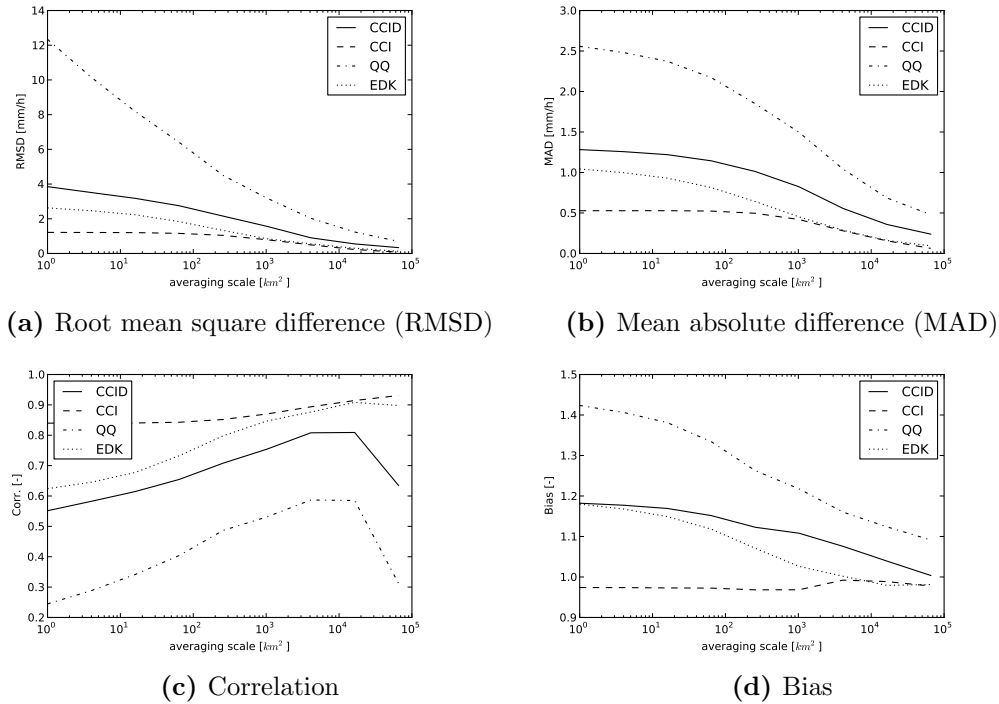 14
12
10
8
6
4
2
0
RMSD [mm/h]
10^0 10^1 10^2 10^3 10^4 10^5
averaging scale [km^2 ]
CCID
CCI
QQ
EDK
(a) Root mean square difference (RMSD)
3.0
2.5
2.0
1.5
1.0
0.5
0.0
MAD [mm/h]
10^0 10^1 10^2 10^3 10^4 10^5
averaging scale [km^2 ]
CCID
CCI
QQ
EDK
(b) Mean absolute difference (MAD)
1.0
0.9
0.8
0.7
0.6
0.5
0.4
0.3
0.2
Corr. [-]
10^0 10^1 10^2 10^3 10^4 10^5
averaging scale [km^2 ]
CCID
CCI
QQ
EDK
(c) Correlation
1.5
1.4
1.3
1.2
1.1
1.0
0.9
Bias [-]
10^0 10^1 10^2 10^3 10^4 10^5
averaging scale [km^2 ]
CCID
CCI
QQ
EDK
(d) Bias